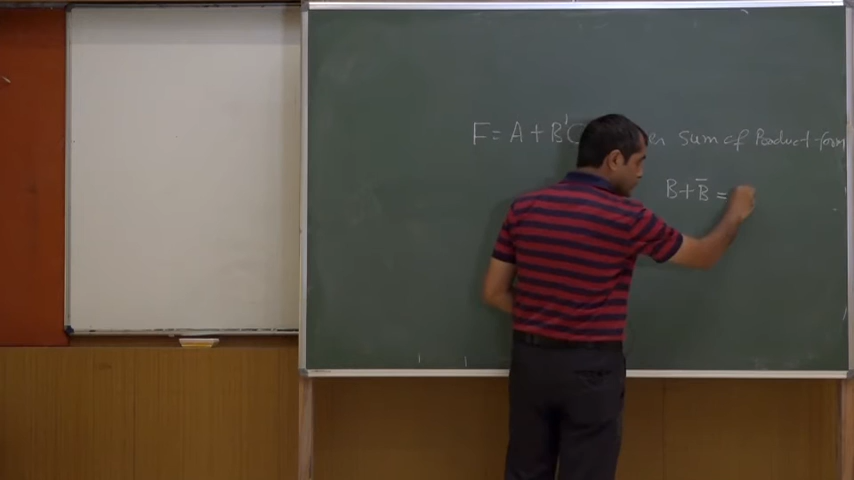 F = A + B'C sum of Product form
B + B̅ =